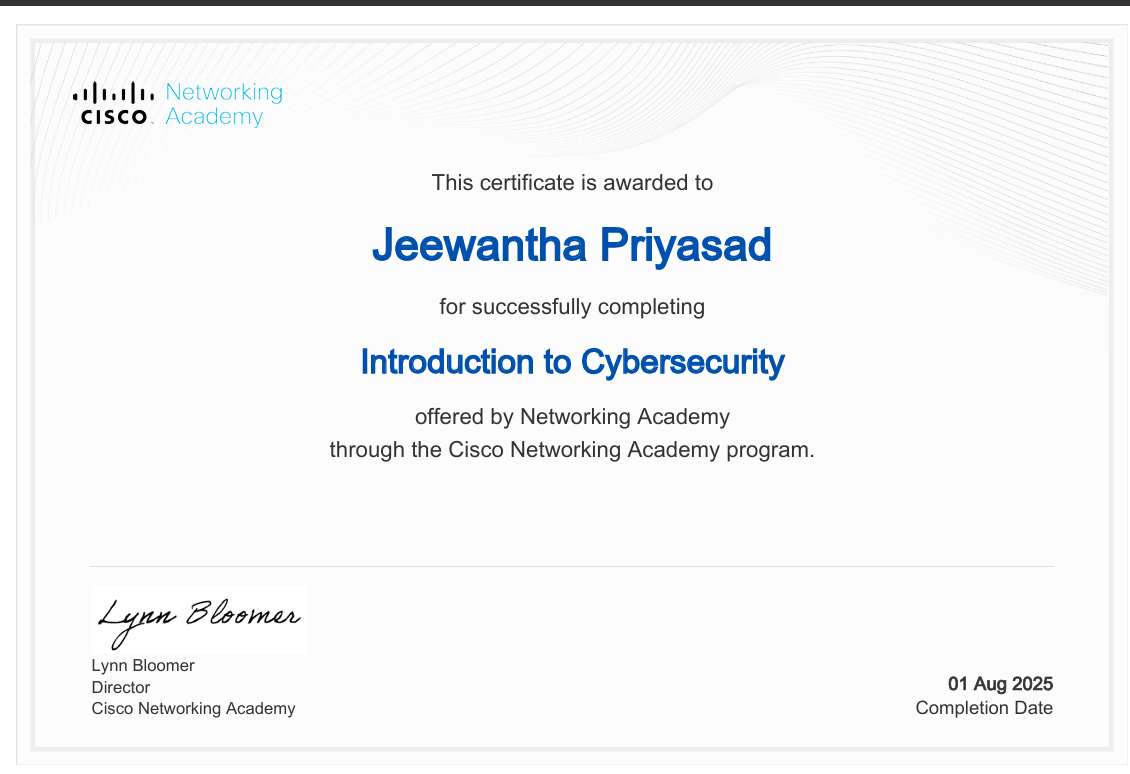 CISCO
Networking
Academy
This certificate is awarded to
Jeewantha Priyasad
for successfully completing
Introduction to Cybersecurity
offered by Networking Academy
through the Cisco Networking Academy program.
Lynn Bloomer
Lynn Bloomer
Director
Cisco Networking Academy
01 Aug 2025
Completion Date